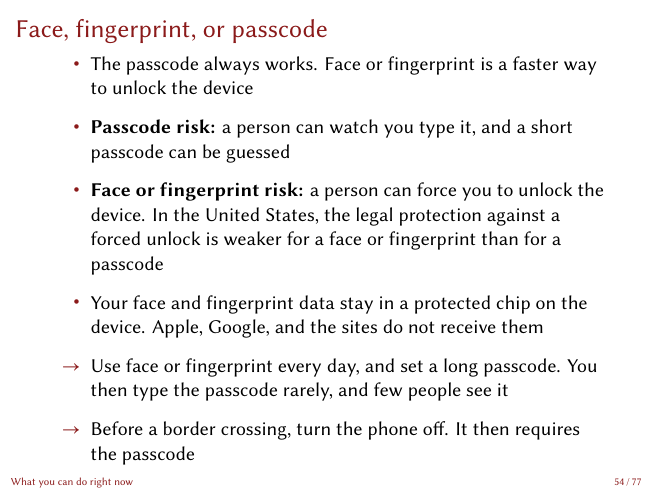 Face, fingerprint, or passcode
• The passcode always works. Face or fingerprint is a faster way
to unlock the device
• Passcode risk: a person can watch you type it, and a short
passcode can be guessed
• Face or fingerprint risk: a person can force you to unlock the
device. In the United States, the legal protection against a
forced unlock is weaker for a face or fingerprint than for a
passcode
• Your face and fingerprint data stay in a protected chip on the
device. Apple, Google, and the sites do not receive them
→ Use face or fingerprint every day, and set a long passcode. You
then type the passcode rarely, and few people see it
→ Before a border crossing, turn the phone off. It then requires
the passcode
What you can do right now
54 / 77